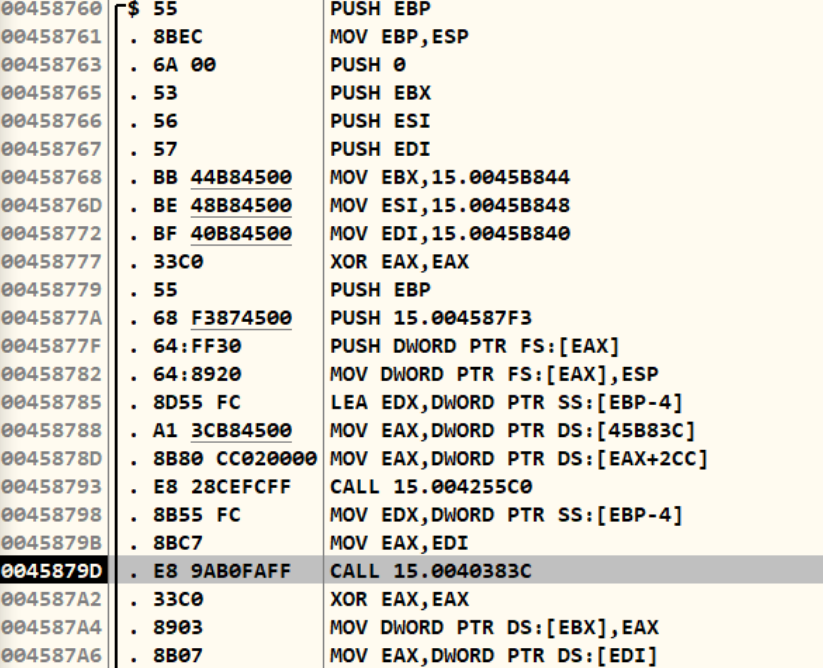 00458760 $ 55 PUSH EBP
00458761 . 8BEC MOV EBP,ESP
00458763 . 6A 00 PUSH 0
00458765 . 53 PUSH EBX
00458766 . 56 PUSH ESI
00458767 . 57 PUSH EDI
00458768 . BB 44B84500 MOV EBX,15.0045B844
0045876D . BE 48B84500 MOV ESI,15.0045B848
00458772 . BF 40B84500 MOV EDI,15.0045B840
00458777 . 33C0 XOR EAX,EAX
00458779 . 55 PUSH EBP
0045877A . 68 F3874500 PUSH 15.004587F3
0045877F . 64:FF30 PUSH DWORD PTR FS:[EAX]
00458782 . 64:8920 MOV DWORD PTR FS:[EAX],ESP
00458785 . 8D55 FC LEA EDX,DWORD PTR SS:[EBP-4]
00458788 . A1 3CB84500 MOV EAX,DWORD PTR DS:[45B83C]
0045878D . 8B80 CC020000 MOV EAX,DWORD PTR DS:[EAX+2CC]
00458793 . E8 28CEFCFF CALL 15.004255C0
00458798 . 8B55 FC MOV EDX,DWORD PTR SS:[EBP-4]
0045879B . 8BC7 MOV EAX,EDI
0045879D . E8 9AB0FAFF CALL 15.0040383C
004587A2 . 33C0 XOR EAX,EAX
004587A4 . 8903 MOV DWORD PTR DS:[EBX],EAX
004587A6 . 8B07 MOV EAX,DWORD PTR DS:[EDI]